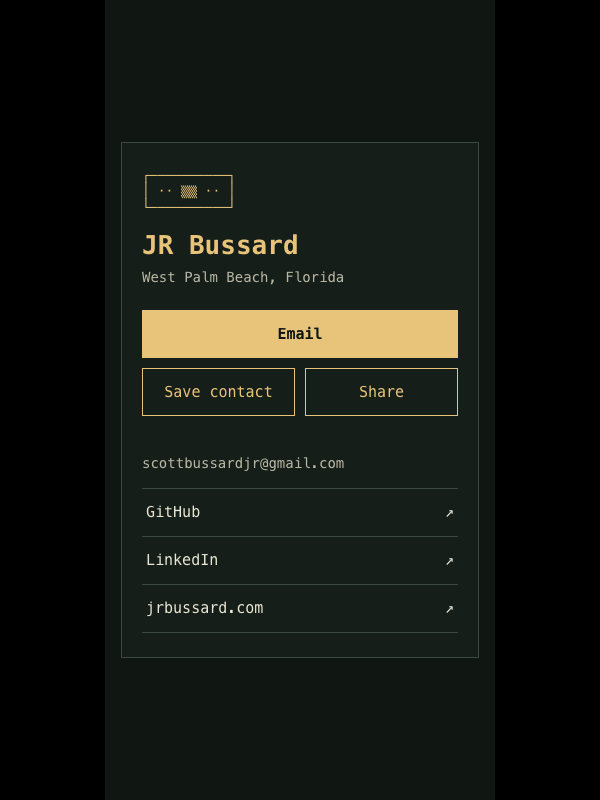 JR Bussard
West Palm Beach, Florida
Email
Save contact
Share
scottbussardjr@gmail.com
GitHub ↗
LinkedIn ↗
jrbussard.com ↗